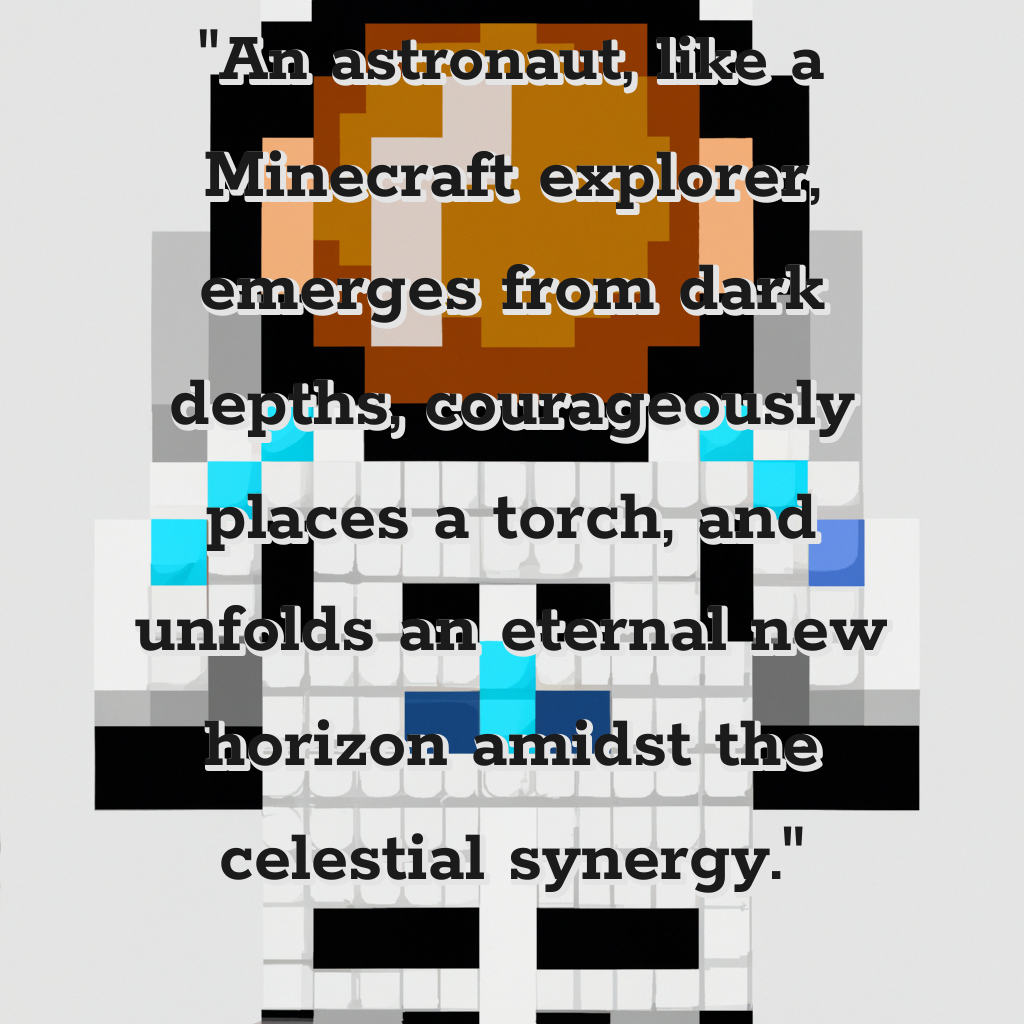 "An astronaut, like a
Minecraft explorer,
emerges from dark
depths, courageously
places a torch, and
unfolds an eternal new
horizon amidst the
celestial synergy."